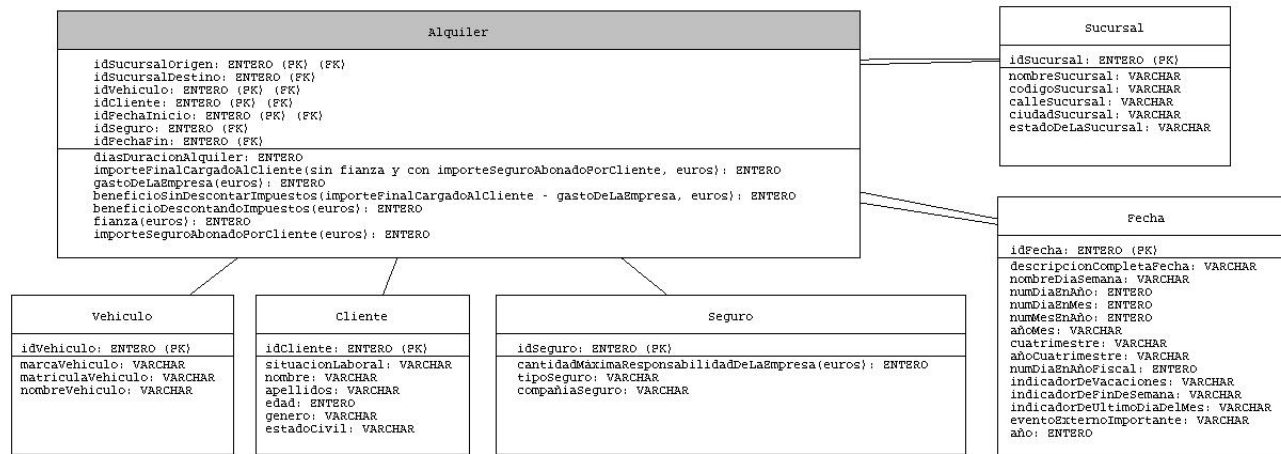 Alquiler
idSucursalOrigen: ENTERO (PK) (FK)
idSucursalDestino: ENTERO (FK)
idVehiculo: ENTERO (PK) (FK)
idCliente: ENTERO (PK) (FK)
idFechaInicio: ENTERO (PK) (FK)
idSeguro: ENTERO (FK)
idFechaFin: ENTERO (FK)
diasDuracionAlquiler: ENTERO
importeFinalCargadoAlCliente(sin fianza y con importeSeguroAbonadoPorCliente, euros): ENTERO
gastoDeLaEmpresa(euros): ENTERO
beneficioSinDescontarImpuestos(importeFinalCargadoAlCliente - gastoDeLaEmpresa, euros): ENTERO
beneficioDescontandoImpuestos(euros): ENTERO
fianza(euros): ENTERO
importeSeguroAbonadoPorCliente(euros): ENTERO
Sucursal
idSucursal: ENTERO (PK)
nombreSucursal: VARCHAR
codigoSucursal: VARCHAR
calleSucursal: VARCHAR
ciudadSucursal: VARCHAR
estadoDeLaSucursal: VARCHAR
Fecha
idFecha: ENTERO (PK)
descripcionCompletaFecha: VARCHAR
nombreDiaSemana: VARCHAR
numDiaEnAño: ENTERO
numDiaEnMes: ENTERO
numMesEnAño: ENTERO
añoMes: VARCHAR
cuatrimestre: VARCHAR
añoCuatrimestre: VARCHAR
numDiaEnAñoFiscal: ENTERO
indicadorDeVacaciones: VARCHAR
indicadorDeFinDeSemana: VARCHAR
indicadorDeUltimoDiaDelMes: VARCHAR
eventoExternoImportante: VARCHAR
año: ENTERO
Vehiculo
idVehiculo: ENTERO (PK)
marcaVehiculo: VARCHAR
matriculaVehiculo: VARCHAR
nombreVehiculo: VARCHAR
Cliente
idCliente: ENTERO (PK)
situacionLaboral: VARCHAR
nombre: VARCHAR
apellidos: VARCHAR
edad: ENTERO
genero: VARCHAR
estadoCivil: VARCHAR
Seguro
idSeguro: ENTERO (PK)
cantidadMáximaResponsabilidadDeLaEmpresa(euros): ENTERO
tipoSeguro: VARCHAR
compañiaSeguro: VARCHAR